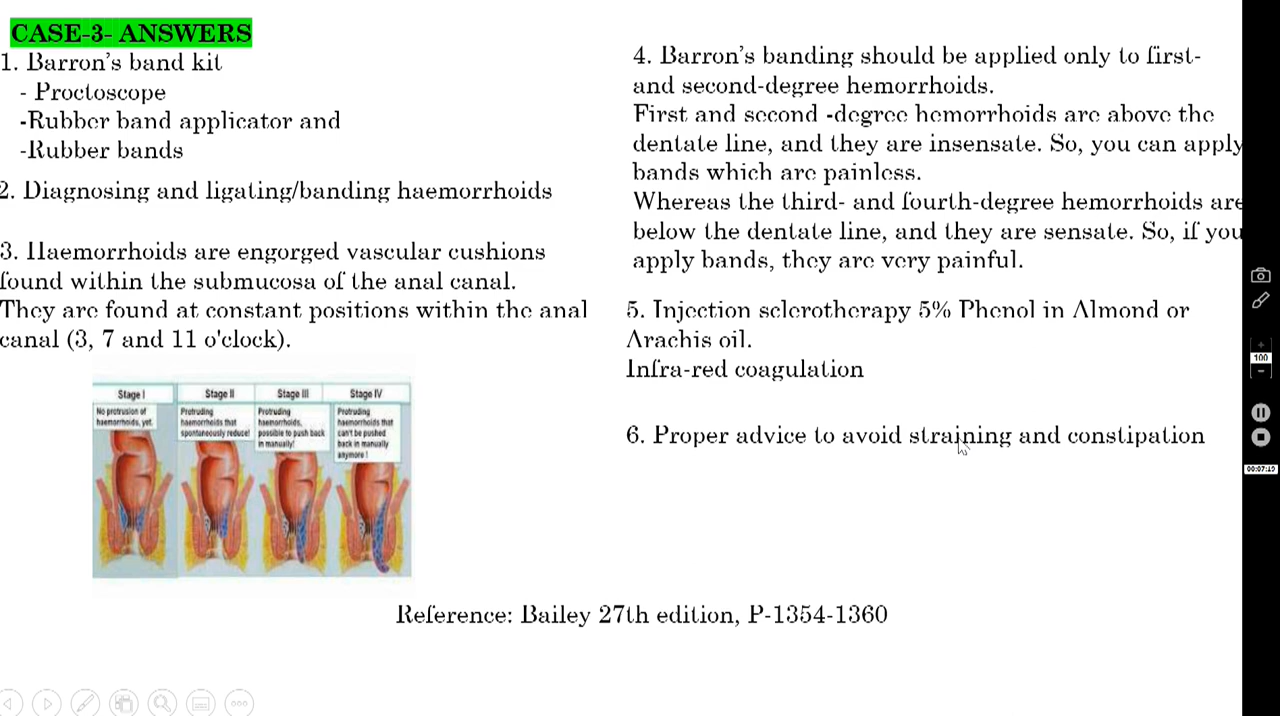 CASE-3- ANSWERS
1. Barron's band kit
- Proctoscope
-Rubber band applicator and
-Rubber bands
2. Diagnosing and ligating/banding haemorrhoids
3. Haemorrhoids are engorged vascular cushions
found within the submucosa of the anal canal.
They are found at constant positions within the anal
canal (3, 7 and 11 o'clock).
Stage I
No protrusion of
haemorrhoids, yet.
Stage II
Protruding
haemorrhoids that
spontaneously reduce!
Stage III
Protruding
haemorrhoids,
possible to push back
in manually!
Stage IV
Protruding
haemorrhoids that
can't be pushed
back in manually
anymore !
4. Barron's banding should be applied only to first-
and second-degree hemorrhoids.
First and second -degree hemorrhoids are above the
dentate line, and they are insensate. So, you can apply
bands which are painless.
Whereas the third- and fourth-degree hemorrhoids are
below the dentate line, and they are sensate. So, if you
apply bands, they are very painful.
5. Injection sclerotherapy 5% Phenol in Almond or
Arachis oil.
Infra-red coagulation
6. Proper advice to avoid straining and constipation
Reference: Bailey 27th edition, P-1354-1360
100
00:07:19